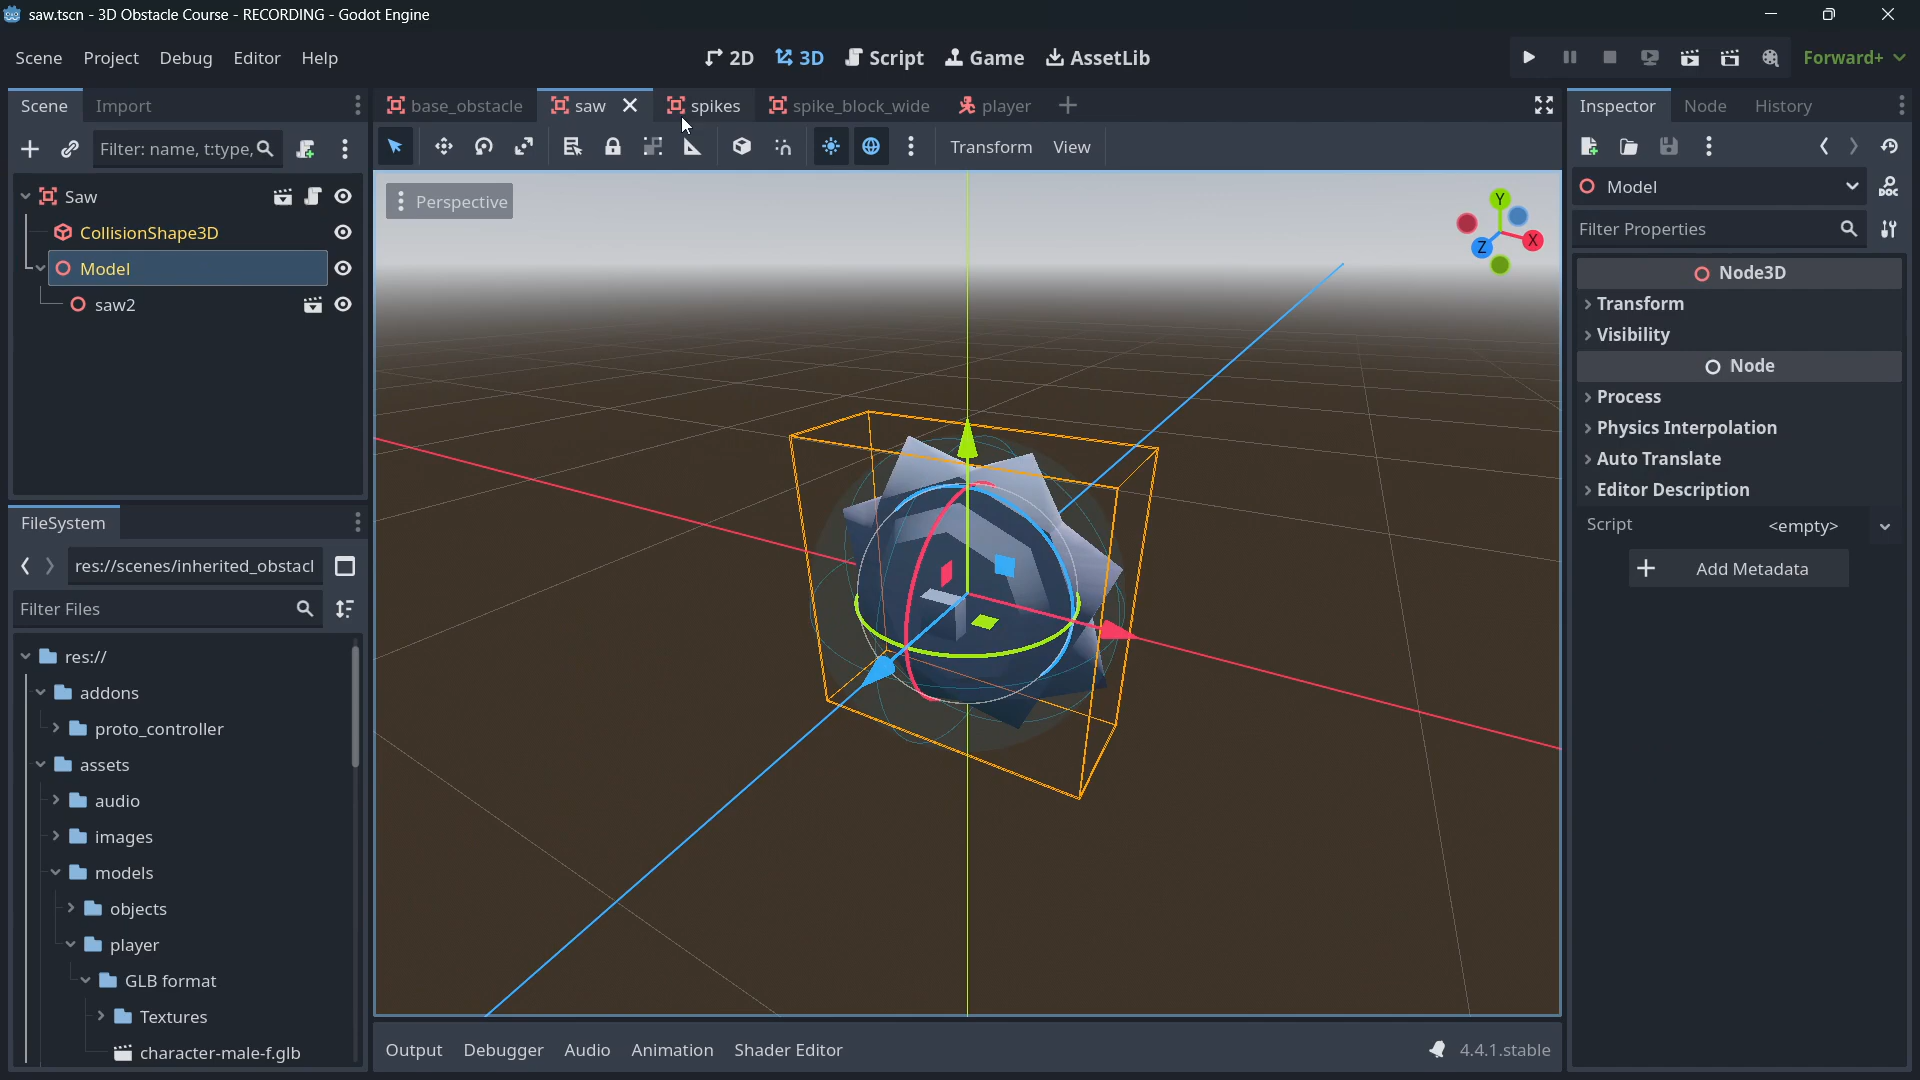 saw.tscn - 3D Obstacle Course - RECORDING - Godot Engine
Scene Project Debug Editor Help
2D 3D Script Game AssetLib
Forward+
Scene Import
base_obstacle saw spikes spike_block_wide player
Inspector Node History
Filter: name, t:type,
Transform View
Saw
CollisionShape3D
Model
saw2
Perspective
Y
X
Z
Model
DOC
Filter Properties
Node3D
Transform
Visibility
Node
Process
Physics Interpolation
Auto Translate
Editor Description
Script <empty>
Add Metadata
FileSystem
res://scenes/inherited_obstacl
Filter Files
res://
addons
proto_controller
assets
audio
images
models
objects
player
GLB format
Textures
character-male-f.glb
Output Debugger Audio Animation Shader Editor
4.4.1.stable